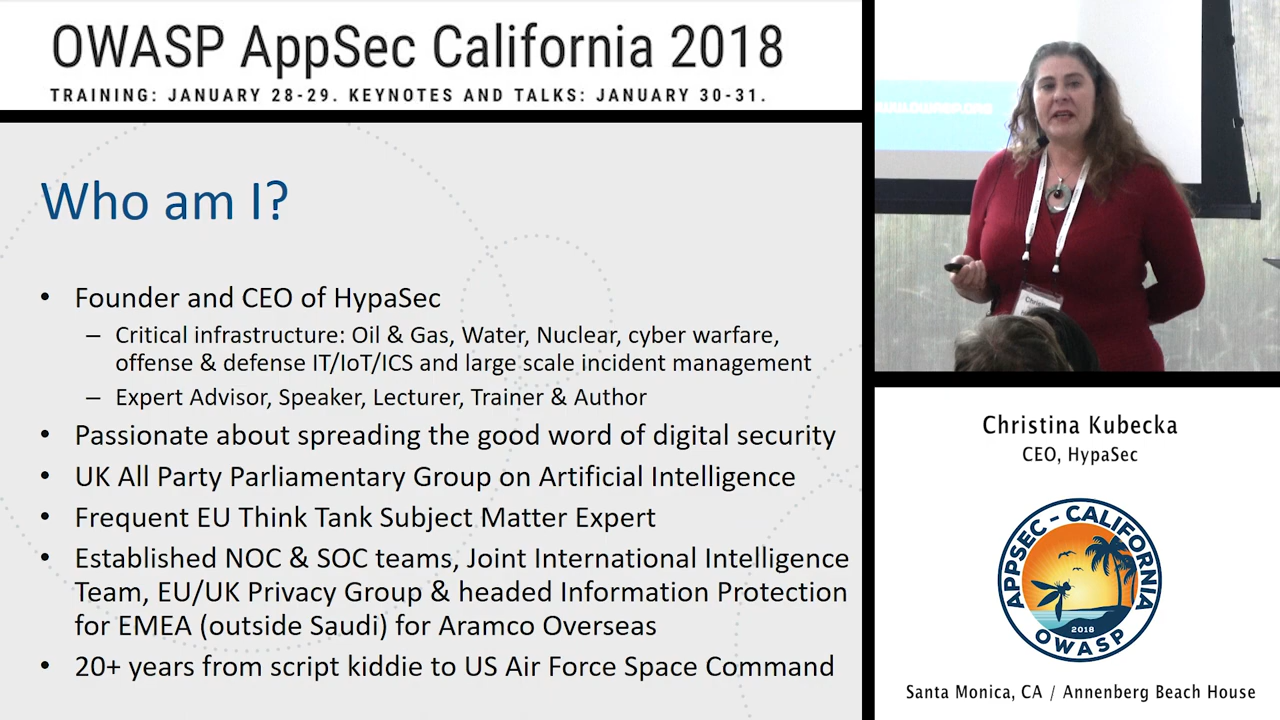 OWASP AppSec California 2018
TRAINING: JANUARY 28-29. KEYNOTES AND TALKS: JANUARY 30-31.
Who am I?
• Founder and CEO of HypaSec
– Critical infrastructure: Oil & Gas, Water, Nuclear, cyber warfare,
offense & defense IT/IoT/ICS and large scale incident management
– Expert Advisor, Speaker, Lecturer, Trainer & Author
• Passionate about spreading the good word of digital security
• UK All Party Parliamentary Group on Artificial Intelligence
• Frequent EU Think Tank Subject Matter Expert
• Established NOC & SOC teams, Joint International Intelligence
Team, EU/UK Privacy Group & headed Information Protection
for EMEA (outside Saudi) for Aramco Overseas
• 20+ years from script kiddie to US Air Force Space Command
Christina Kubecka
CEO, HypaSec
APPSEC - CALIFORNIA
2018
OWASP
Santa Monica, CA / Annenberg Beach House